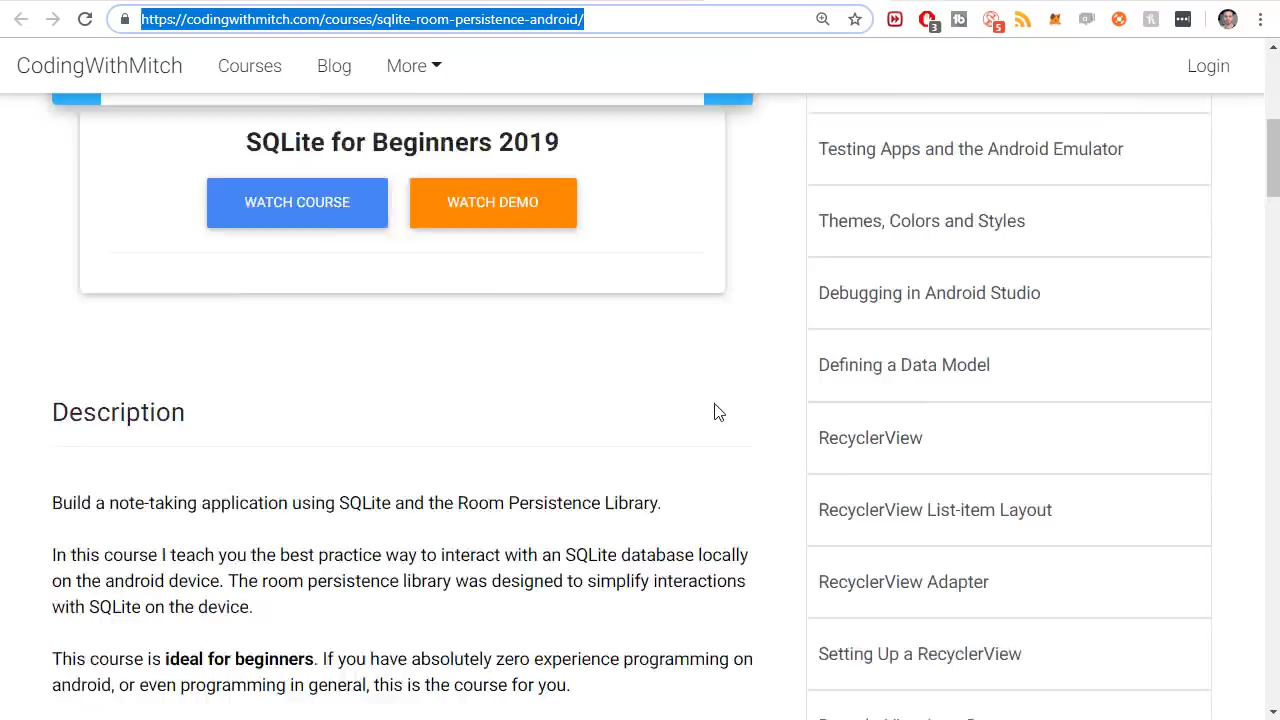 https://codingwithmitch.com/courses/sqlite-room-persistence-android/
3
5
CodingWithMitch
Courses
Blog
More
Login
SQLite for Beginners 2019
WATCH COURSE
WATCH DEMO
Description
Build a note-taking application using SQLite and the Room Persistence Library.
In this course I teach you the best practice way to interact with an SQLite database locally
on the android device. The room persistence library was designed to simplify interactions
with SQLite on the device.
This course is ideal for beginners. If you have absolutely zero experience programming on
android, or even programming in general, this is the course for you.
Testing Apps and the Android Emulator
Themes, Colors and Styles
Debugging in Android Studio
Defining a Data Model
RecyclerView
RecyclerView List-item Layout
RecyclerView Adapter
Setting Up a RecyclerView